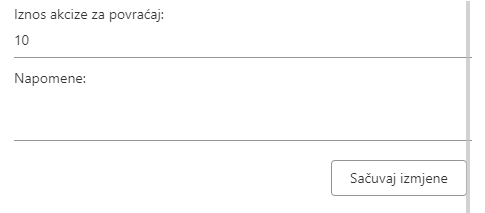 Iznos akcize za povraćaj:
10
Napomene:
Sačuvaj izmjene